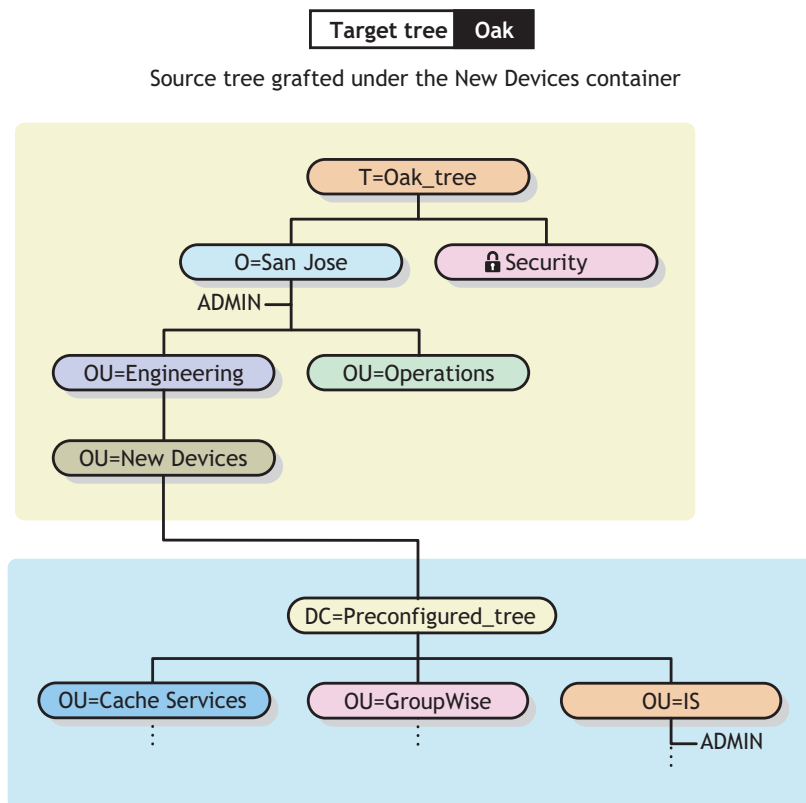 Target tree Oak
Source tree grafted under the New Devices container
T=Oak_tree
O=San Jose
Security
ADMIN
OU=Engineering
OU=Operations
OU=New Devices
DC=Preconfigured_tree
OU=Cache Services
OU=GroupWise
OU=IS
ADMIN